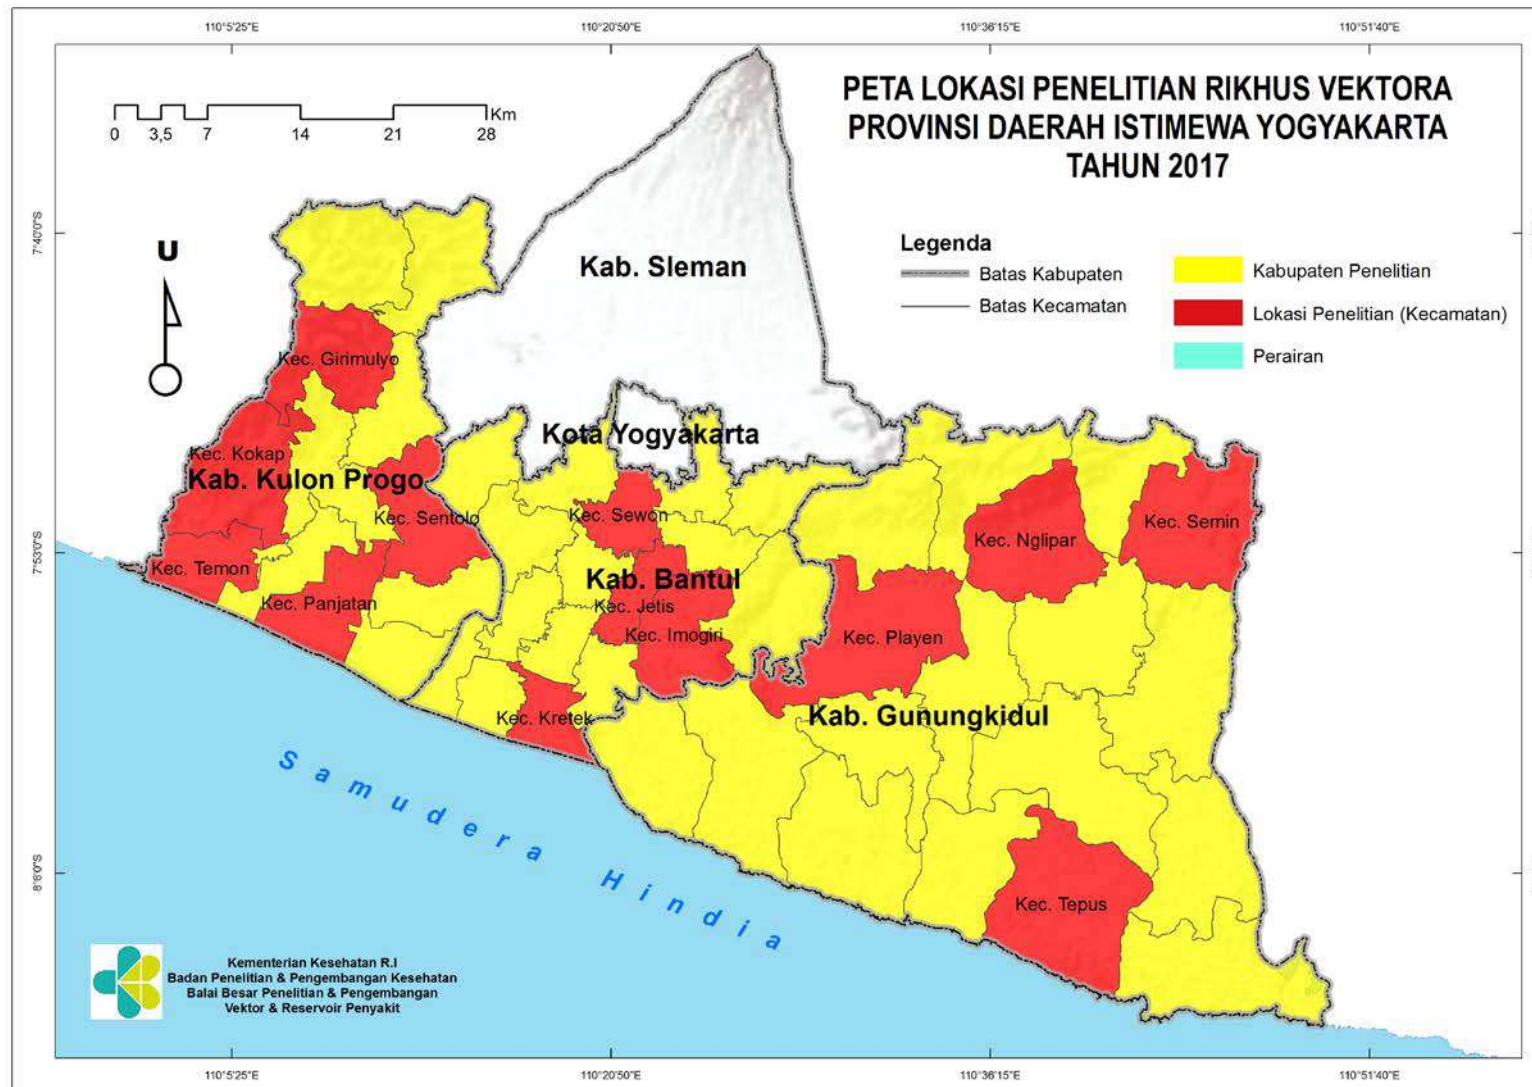 110°5'25"E
110°20'50"E
110°36'15"E
110°51'40"E
PETA LOKASI PENELITIAN RIKHUS VEKTORA
PROVINSI DAERAH ISTIMEWA YOGYAKARTA
TAHUN 2017
Km
0 3,5 7 14 21 28
7°40'0"S
U
Legenda
Batas Kabupaten
Batas Kecamatan
Kabupaten Penelitian
Lokasi Penelitian (Kecamatan)
Perairan
Kab. Sleman
Kec. Girimulyo
Kota Yogyakarta
Kec. Kokap
Kab. Kulon Progo
Kec. Sentolo
Kec. Sewon
Kec. Nglipar
Kec. Semin
7°53'0"S
Kec. Temon
Kab. Bantul
Kec. Panjatan
Kec. Jetis
Kec. Imogiri
Kec. Playen
Kec. Kretek
Kab. Gunungkidul
Samudera Hindia
8°6'0"S
Kec. Tepus
Kementerian Kesehatan R.I
Badan Penelitian & Pengembangan Kesehatan
Balai Besar Penelitian & Pengembangan
Vektor & Reservoir Penyakit
110°5'25"E
110°20'50"E
110°36'15"E
110°51'40"E